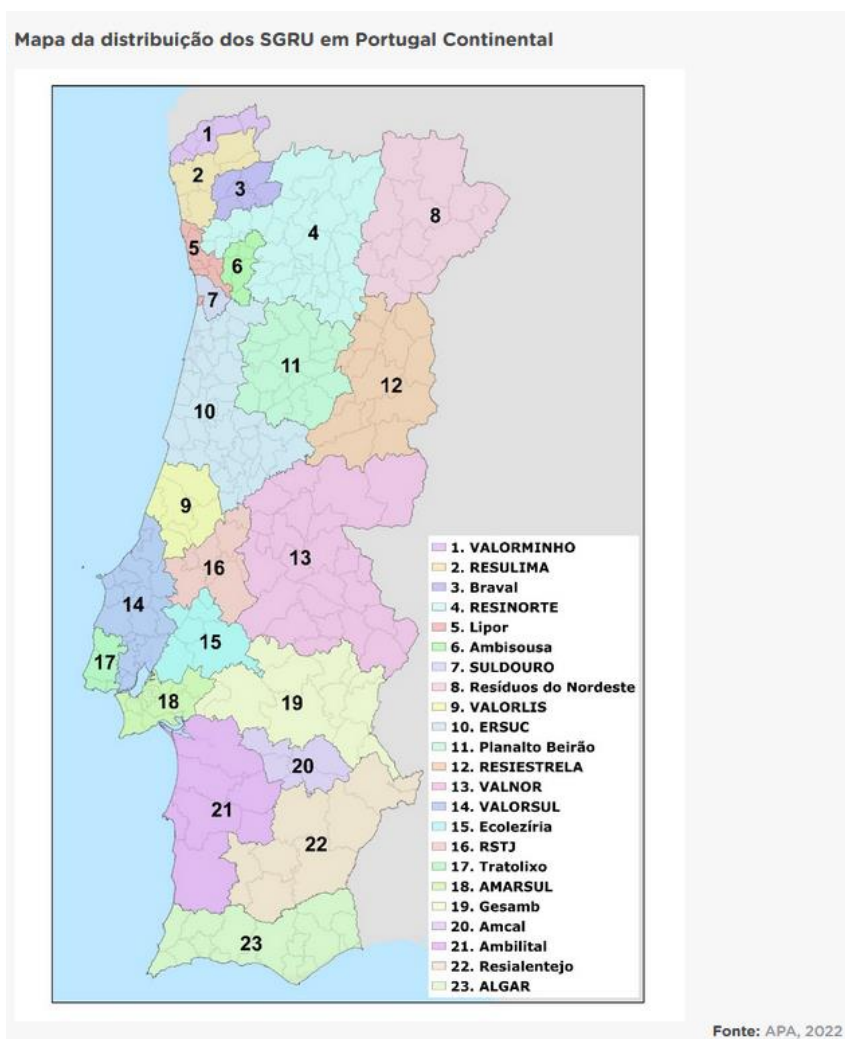 Mapa da distribuição dos SGRU em Portugal Continental
1
2
3
4
8
5
6
7
11
12
10
9
13
16
14
15
17
18
19
20
21
22
23
1. VALORMINHO
2. RESULIMA
3. Braval
4. RESINORTE
5. Lipor
6. Ambisousa
7. SULDOURO
8. Resíduos do Nordeste
9. VALORLIS
10. ERSUC
11. Planalto Beirão
12. RESIESTRELA
13. VALNOR
14. VALORSUL
15. Ecolezíria
16. RSTJ
17. Tratolixo
18. AMARSUL
19. Gesamb
20. Amcal
21. Ambilital
22. Resialentejo
23. ALGAR
Fonte: APA, 2022